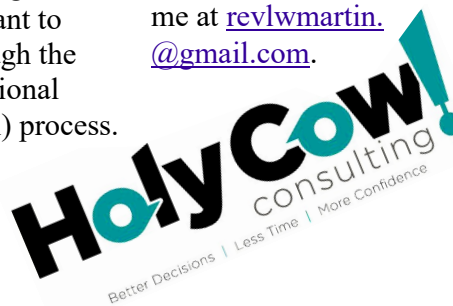 ant to
gh the
ional
) process.
me at revlwmartin.
@gmail.com.
HolyCow!
consulting
Better Decisions | Less Time | More Confidence